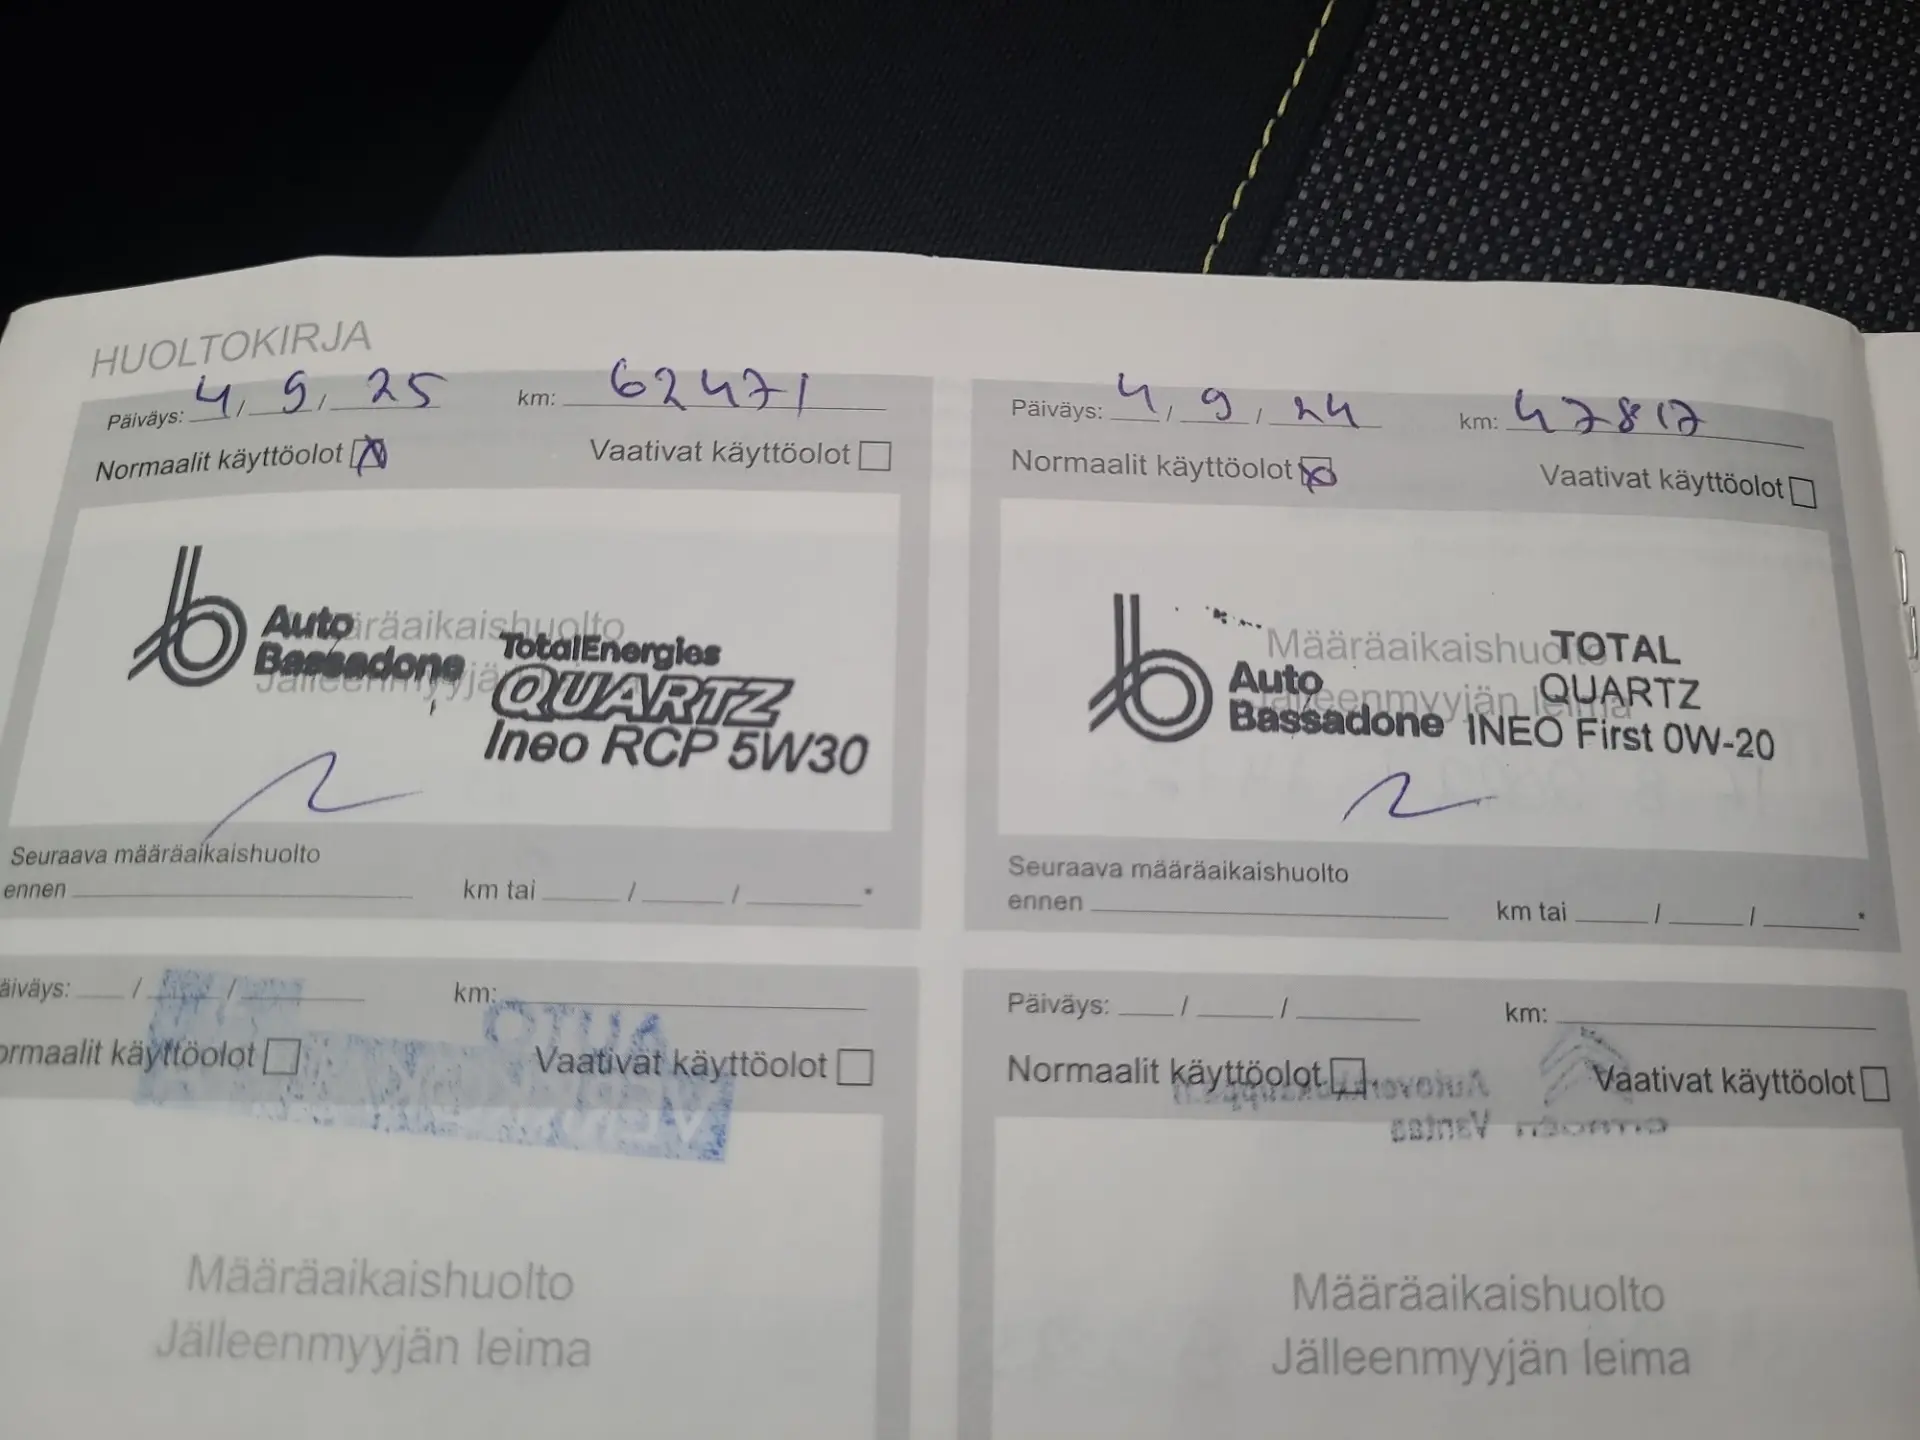 HUOLTOKIRJA
Päiväys: 4 / 9 / 25 km: 62471
Normaalit käyttöolot Vaativat käyttöolot
Määräaikaishuolto
Auto
Bassadone
TotalEnergies
QUARTZ
Ineo RCP 5W30
Seuraava määräaikaishuolto
ennen km tai / / *
Päiväys: 4 / 9 / 24 km: 47817
Normaalit käyttöolot Vaativat käyttöolot
Määräaikaishuolto
Jälleenmyyjän leima
Auto
Bassadone
TOTAL
QUARTZ
INEO First 0W-20
Seuraava määräaikaishuolto
ennen km tai / / *
äiväys: / / km:
ormaalit käyttöolot Vaativat käyttöolot
Määräaikaishuolto
Jälleenmyyjän leima
Päiväys: / / km:
Normaalit käyttöolot Vaativat käyttöolot
Määräaikaishuolto
Jälleenmyyjän leima